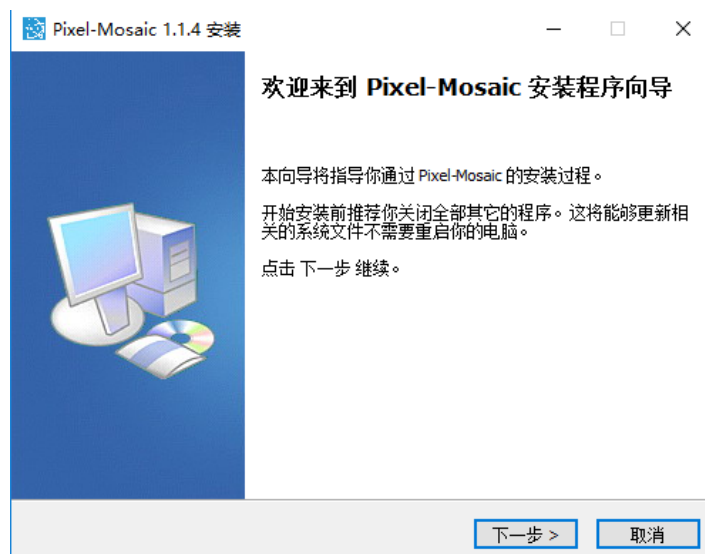 Pixel-Mosaic 1.1.4 安装
欢迎来到 Pixel-Mosaic 安装程序向导
本向导将指导你通过 Pixel-Mosaic 的安装过程。
开始安装前推荐你关闭全部其它的程序。这将能够更新相
关的系统文件不需要重启你的电脑。
点击 下一步 继续。
下一步 >
取消